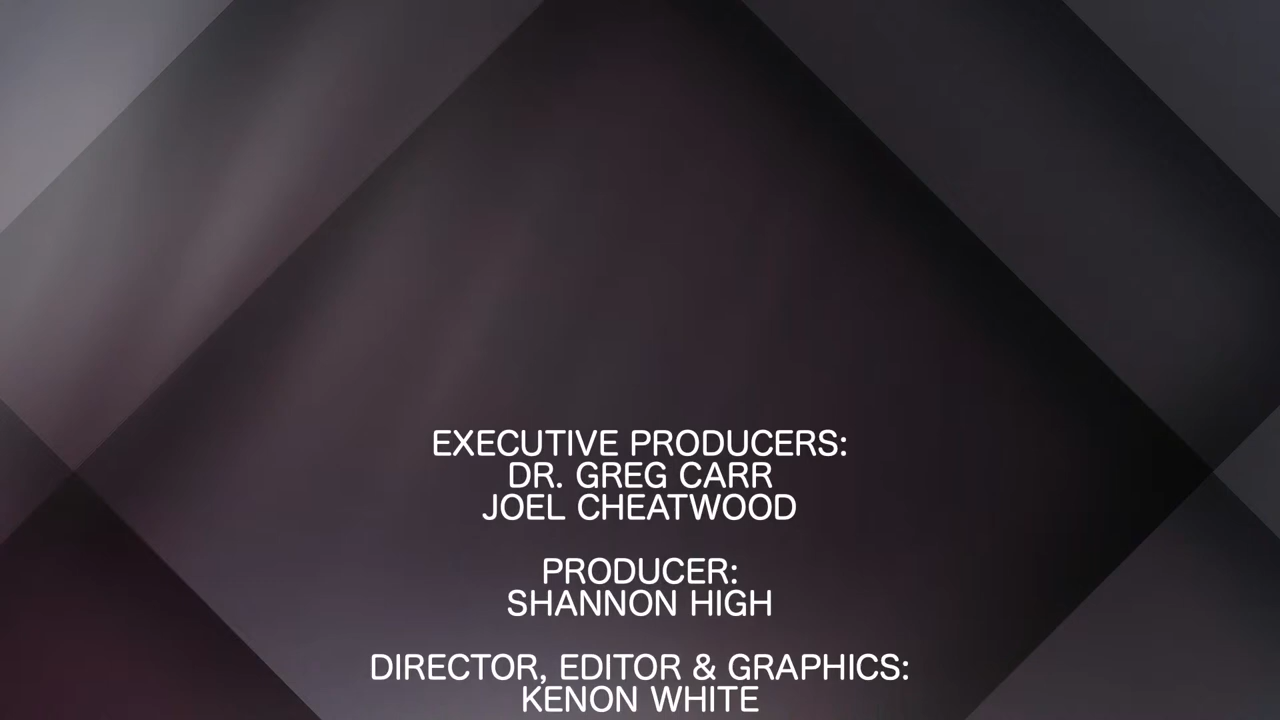 EXECUTIVE PRODUCERS:
DR. GREG CARR
JOEL CHEATWOOD
PRODUCER:
SHANNON HIGH
DIRECTOR, EDITOR & GRAPHICS:
KENON WHITE